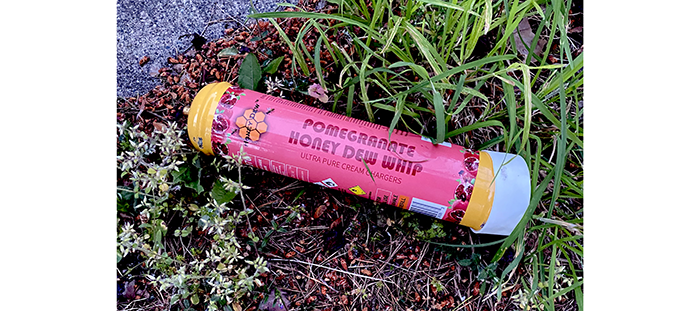 POMEGRANATE
HONEY DEW WHIP
ULTRA PURE CREAM CHARGERS